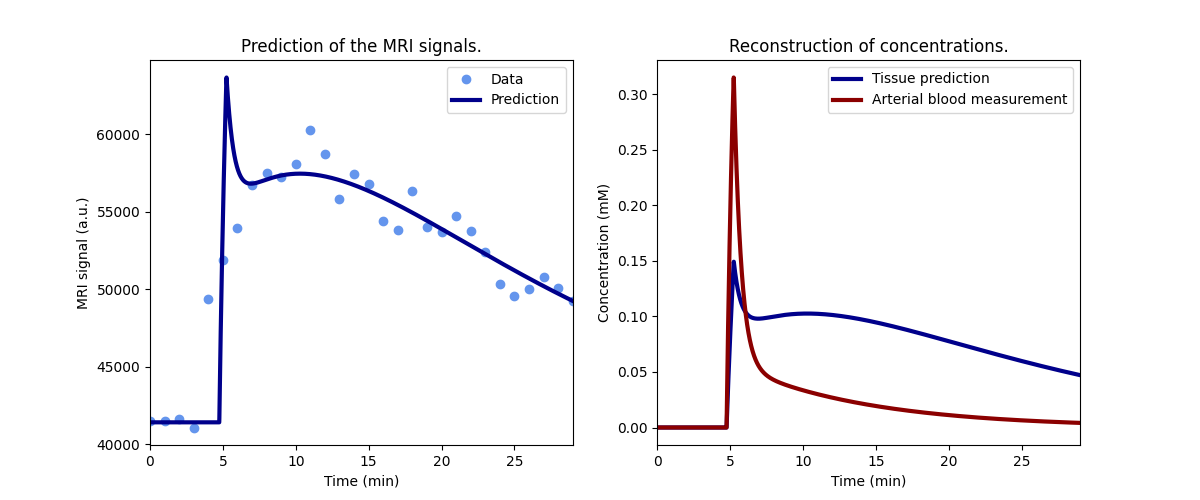 Prediction of the MRI signals.
MRI signal (a.u.)
60000
55000
50000
45000
40000
0 5 10 15 20 25
Time (min)
Data
Prediction
Reconstruction of concentrations.
Concentration (mM)
0.30
0.25
0.20
0.15
0.10
0.05
0.00
0 5 10 15 20 25
Time (min)
Tissue prediction
Arterial blood measurement